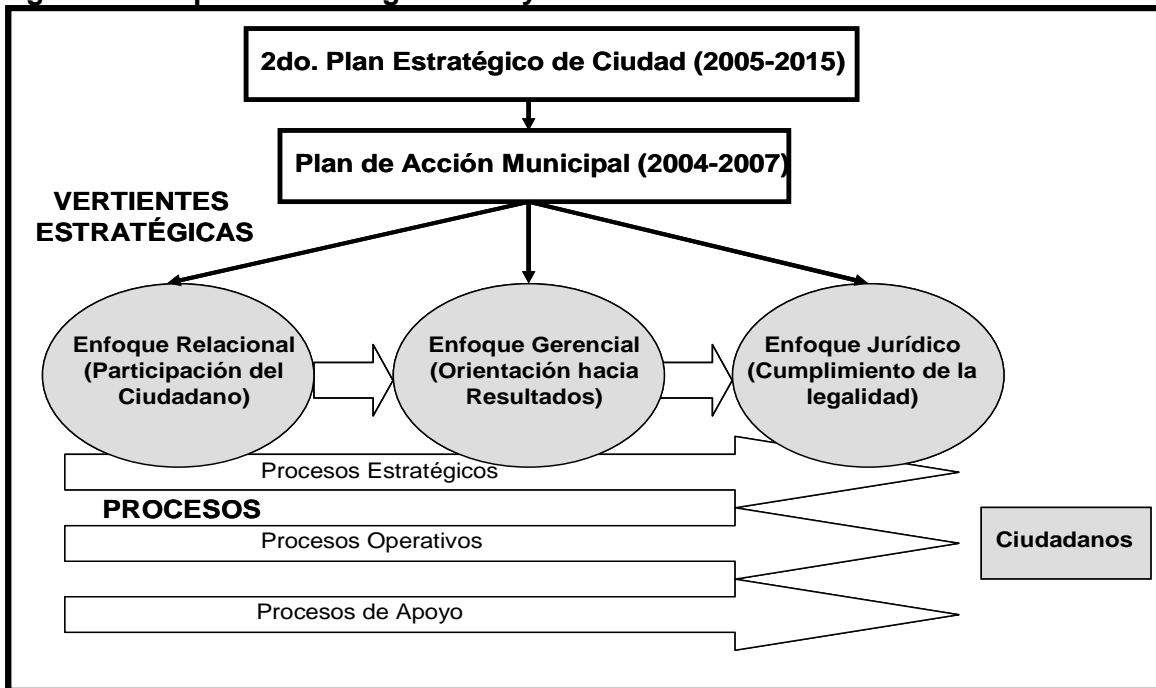 2do. Plan Estratégico de Ciudad (2005-2015)
Plan de Acción Municipal (2004-2007)
VERTIENTES
ESTRATÉGICAS
Enfoque Relacional
(Participación del
Ciudadano)
Enfoque Gerencial
(Orientación hacia
Resultados)
Enfoque Jurídico
(Cumplimiento de la
legalidad)
Procesos Estratégicos
PROCESOS
Procesos Operativos
Ciudadanos
Procesos de Apoyo